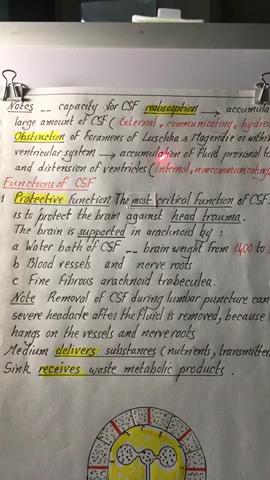 Notes __ capacity for CSF reabsorption → accumula
large amount of CSF (External, communicating, hydro
Obstruction of Foramens of Luschka & Magendie or withi
ventricular system → accumulation of Fluid proximal to
and distension of ventricles (Internal, noncommunicating
Functions of CSF
1 Protective function The most critical function of CSF
is to protect the brain against head trauma.
The brain is supported in arachnoid by :
a Water bath of CSF __ brain weight from 1400 to
b Blood vessels and nerve roots
c Fine Fibrous arachnoid trabeculea.
Note Removal of CSF during lumbar puncture can
severe headache after the fluid is removed, because
hangs on the vessels and nerve roots
Medium delivers substances (nutrients, transmitte
Sink receives waste metabolic products.